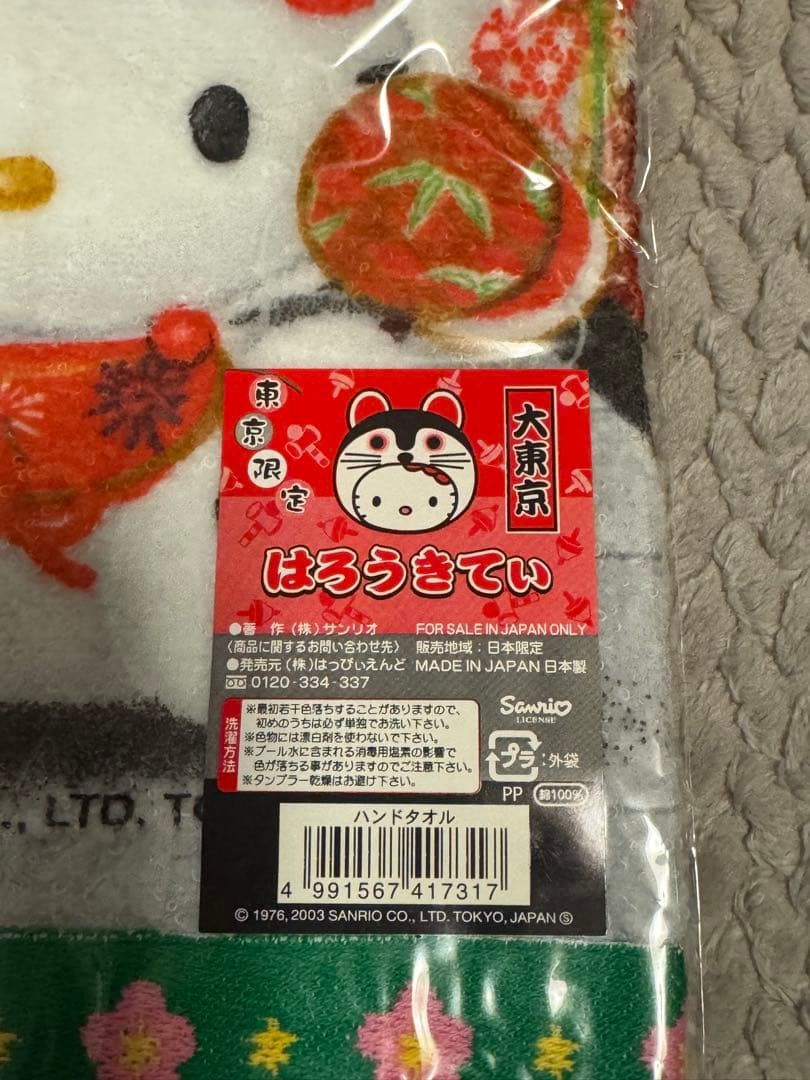 東京限定
大東京
はろうきてぃ
●著 作(株)サンリオ FOR SALE IN JAPAN ONLY
〈商品に関するお問い合わせ先〉 販売地域:日本限定
●発売元(株)はっぴぃえんど MADE IN JAPAN 日本製
0120-334-337
洗濯方法
※最初若干色落ちすることがありますので、
初めのうちは必ず単独でお洗い下さい。
※色物には漂白剤を使わないで下さい。
※プール水に含まれる消毒用塩素の影響で
色が落ちる事がありますのでご注意下さい。
※タンブラー乾燥はお避け下さい。
Sanrio
LICENSE
プラ:外袋
PP 綿100%
., LTD. T
ハンドタオル
4 991567 417317
© 1976, 2003 SANRIO CO., LTD. TOKYO, JAPAN Ⓢ